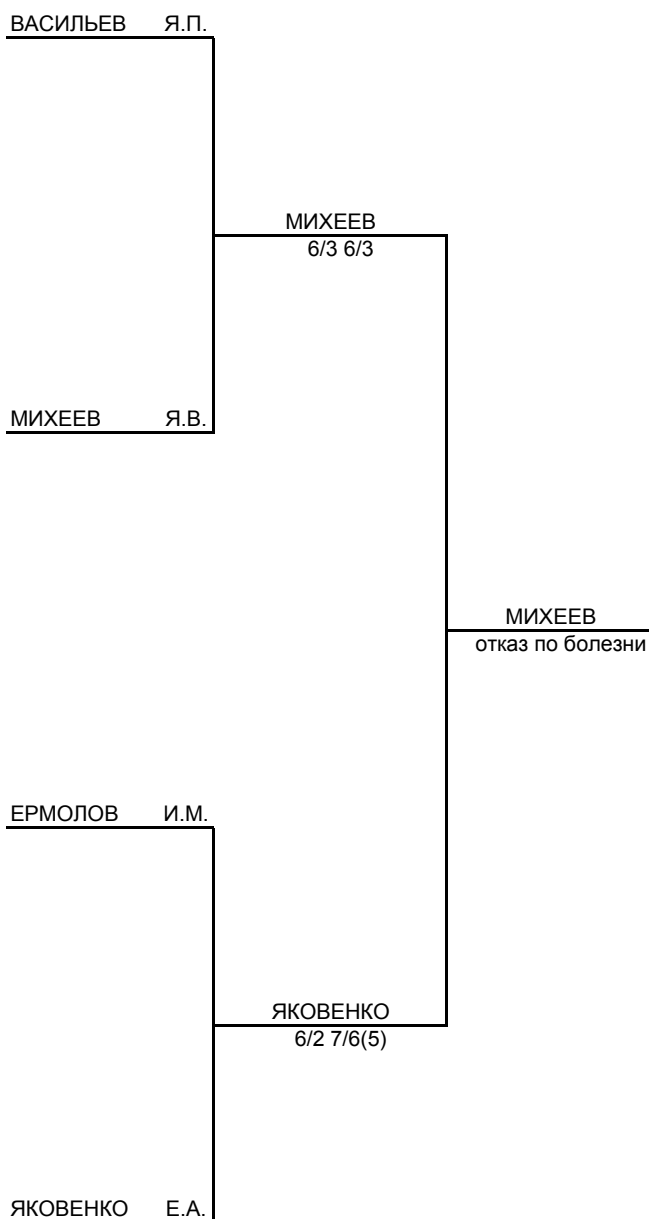 ВАСИЛЬЕВ Я.П.
МИХЕЕВ
6/3 6/3
МИХЕЕВ Я.В.
МИХЕЕВ
отказ по болезни
ЕРМОЛОВ И.М.
ЯКОВЕНКО
6/2 7/6(5)
ЯКОВЕНКО Е.А.